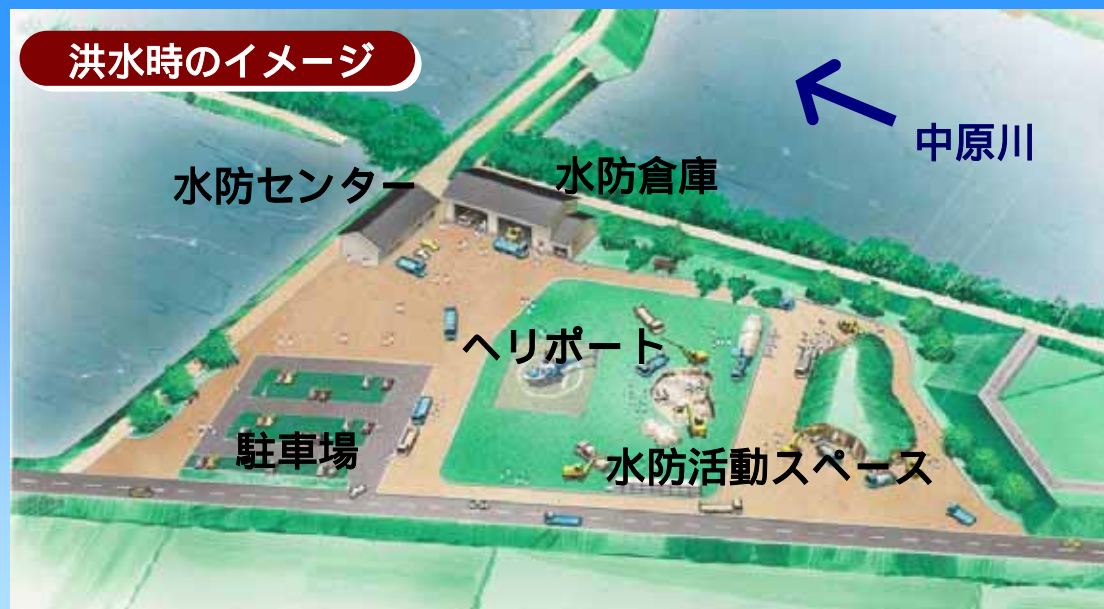 洪水時のイメージ
中原川
水防センター
水防倉庫
ヘリポート
駐車場
水防活動スペース